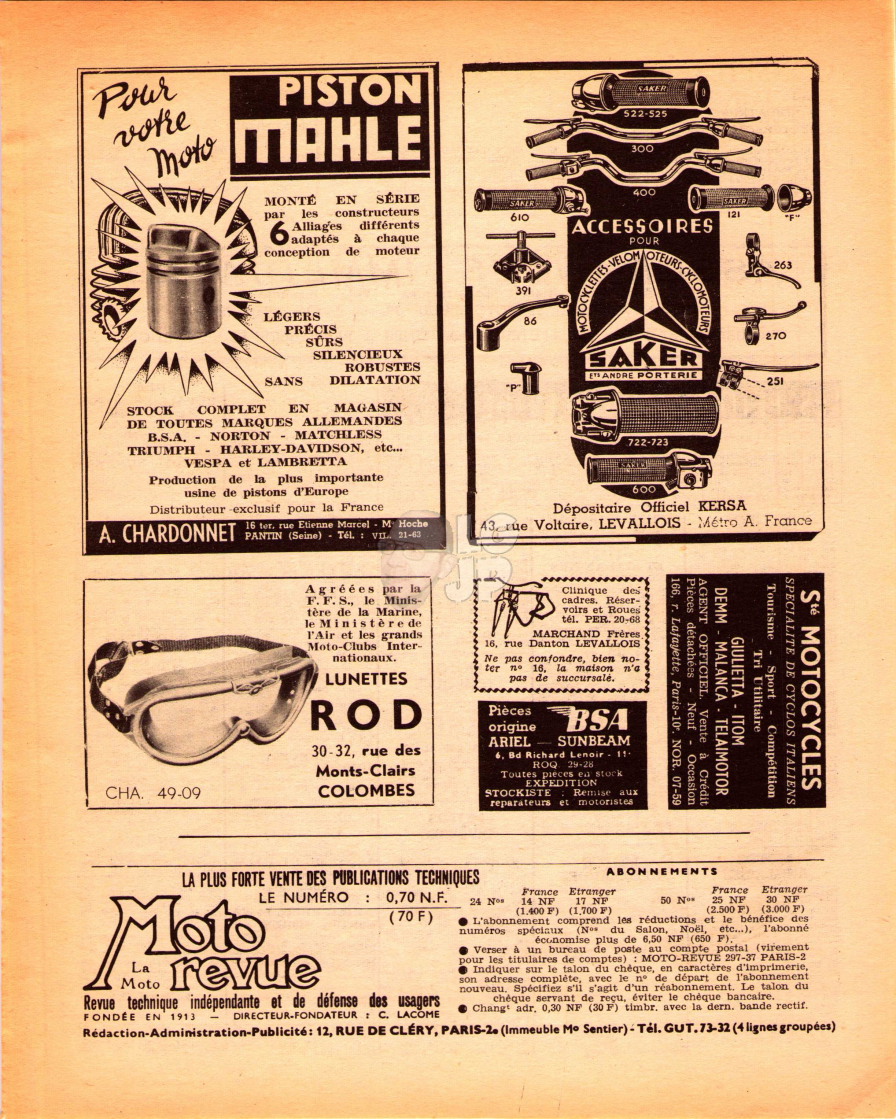 Pour
votre
Moto
PISTON
MAHLE
MONTÉ EN SÉRIE
par les constructeurs
6 Alliages différents
adaptés à chaque
conception de moteur
LÉGERS
PRÉCIS
SÛRS
SILENCIEUX
ROBUSTES
SANS DILATATION
STOCK COMPLET EN MAGASIN
DE TOUTES MARQUES ALLEMANDES
B.S.A. - NORTON - MATCHLESS
TRIUMPH - HARLEY-DAVIDSON, etc...
VESPA et LAMBRETTA
Production de la plus importante
usine de pistons d'Europe
Distributeur exclusif pour la France
A. CHARDONNET
16 ter, rue Etienne Marcel - Mº Hoche
PANTIN (Seine) - Tél. : VIL. 21-63
SAKER
522-525
300
400
SAKER
610
SAKER
121
"F"
ACCESSOIRES
POUR
MOTOCYCLETTES-VELOMOTEURS-CYCLOMOTEURS
391
263
86
270
SAKER
ETS ANDRE PORTERIE
"P"
251
722-723
SAKER
600
Dépositaire Officiel KERSA
43, rue Voltaire, LEVALLOIS - Métro A. France
Agréées par la
F.F.S., le Minis-
tère de la Marine,
le Ministère de
l'Air et les grands
Moto-Clubs Inter-
nationaux.
LUNETTES
ROD
30-32, rue des
Monts-Clairs
COLOMBES
CHA. 49-09
Clinique des
cadres. Réser-
voirs et Roues
tél. PER. 20-68
MARCHAND Frères
16, rue Danton LEVALLOIS
Ne pas confondre, bien no-
ter nº 16, la maison n'a
pas de succursale.
Pièces
origine BSA
ARIEL — SUNBEAM
6, Bd Richard Lenoir - 11e
ROQ. 29-28
Toutes pièces en stock
EXPEDITION
STOCKISTE : Remise aux
réparateurs et motoristes
Sté MOTOCYCLES
SPECIALITE DE CYCLOS ITALIENS
Tourisme - Sport - Compétition
Tri Utilitaire
GIULIETTA - ITOM
DEMM - MALANCA - TELAIMOTOR
AGENT OFFICIEL, Vente à Crédit
Pièces détachées - Neuf - Occasion
166, r. Lafayette, Paris-10e. NOR. 07-59
LA PLUS FORTE VENTE DES PUBLICATIONS TECHNIQUES
LE NUMÉRO : 0,70 N.F.
(70 F)
Moto
revue
La
Moto
Revue technique indépendante et de défense des usagers
FONDÉE EN 1913 — DIRECTEUR-FONDATEUR : C. LACOME
ABONNEMENTS
France Etranger France Etranger
24 Nos 14 NF 17 NF 50 Nos 25 NF 30 NF
(1.400 F) (1.700 F) (2.500 F) (3.000 F)
● L'abonnement comprend les réductions et le bénéfice des
numéros spéciaux (Nos du Salon, Noël, etc...), l'abonné
économise plus de 6,50 NF (650 F).
● Verser à un bureau de poste au compte postal (virement
pour les titulaires de comptes) : MOTO-REVUE 297-37 PARIS-2
● Indiquer sur le talon du chèque, en caractères d'imprimerie,
son adresse complète, avec le nº de départ de l'abonnement
nouveau. Spécifiez s'il s'agit d'un réabonnement. Le talon du
chèque servant de reçu, éviter le chèque bancaire.
● Changt adr. 0,30 NF (30 F) timbr. avec la dern. bande rectif.
Rédaction-Administration-Publicité : 12, RUE DE CLÉRY, PARIS-2e (Immeuble Mo Sentier) - Tél. GUT. 73-32 (4 lignes groupées)